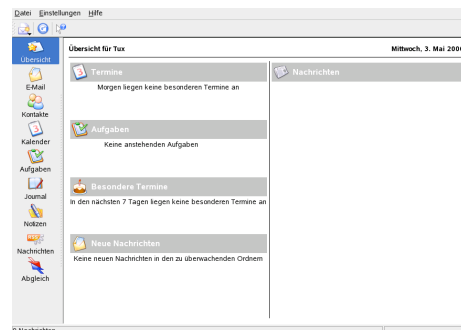 Datei Einstellungen Hilfe
Übersicht
E-Mail
Kontakte
Kalender
Aufgaben
Journal
Notizen
Nachrichten
Abgleich
Übersicht für Tux
Mittwoch, 3. Mai 200
Termine
Morgen liegen keine besonderen Termine an
Aufgaben
Keine anstehenden Aufgaben
Besondere Termine
In den nächsten 7 Tagen liegen keine besonderen Termine an
Neue Nachrichten
Keine neuen Nachrichten in den zu überwachenden Ordnern
Nachrichten